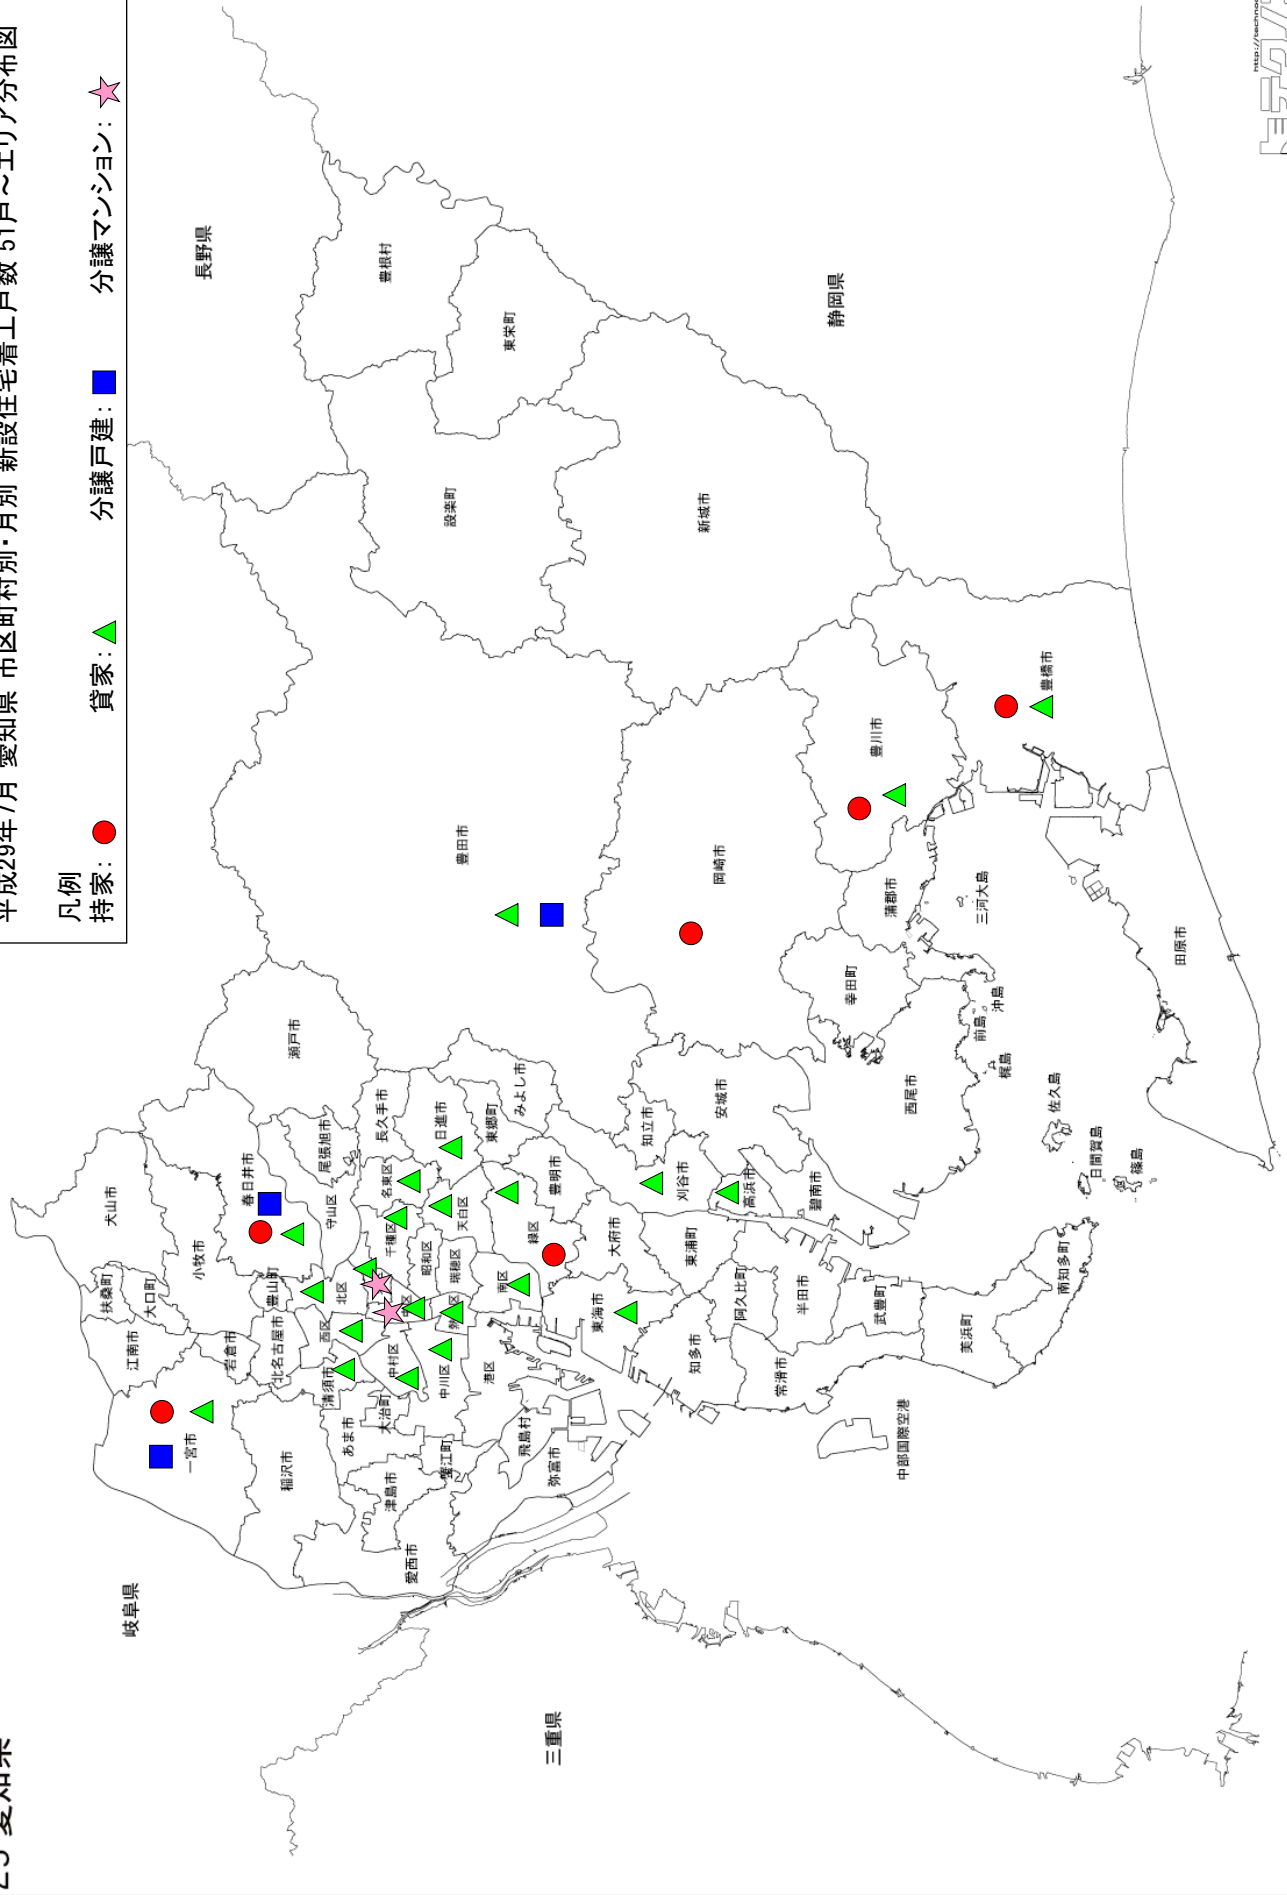 23 愛知県
平成29年7月 愛知県 市区町村別・月別 新設住宅着工戸数 51戸～エリア分布図
凡例
持家：
貸家：
分譲戸建：
分譲マンション：
長野県
岐阜県
静岡県
三重県
豊根村
東栄町
設楽町
新城市
豊田市
岡崎市
豊川市
豊橋市
蒲郡市
三河大島
幸田町
田原市
西尾市
前島
沖島
梶島
佐久島
日間賀島
篠島
瀬戸市
犬山市
扶桑町
大口町
江南市
小牧市
春日井市
尾張旭市
長久手市
日進市
東郷町
みよし市
守山区
名東区
千種区
天白区
昭和区
瑞穂区
緑区
南区
豊明市
北区
西区
中村区
中川区
港区
豊山町
北名古屋市
岩倉市
清須市
一宮市
稲沢市
あま市
大治町
津島市
蟹江町
愛西市
飛島村
弥富市
大府市
東海市
東浦町
知多市
阿久比町
半田市
常滑市
武豊町
美浜町
南知多町
中部国際空港
知立市
刈谷市
安城市
高浜市
碧南市